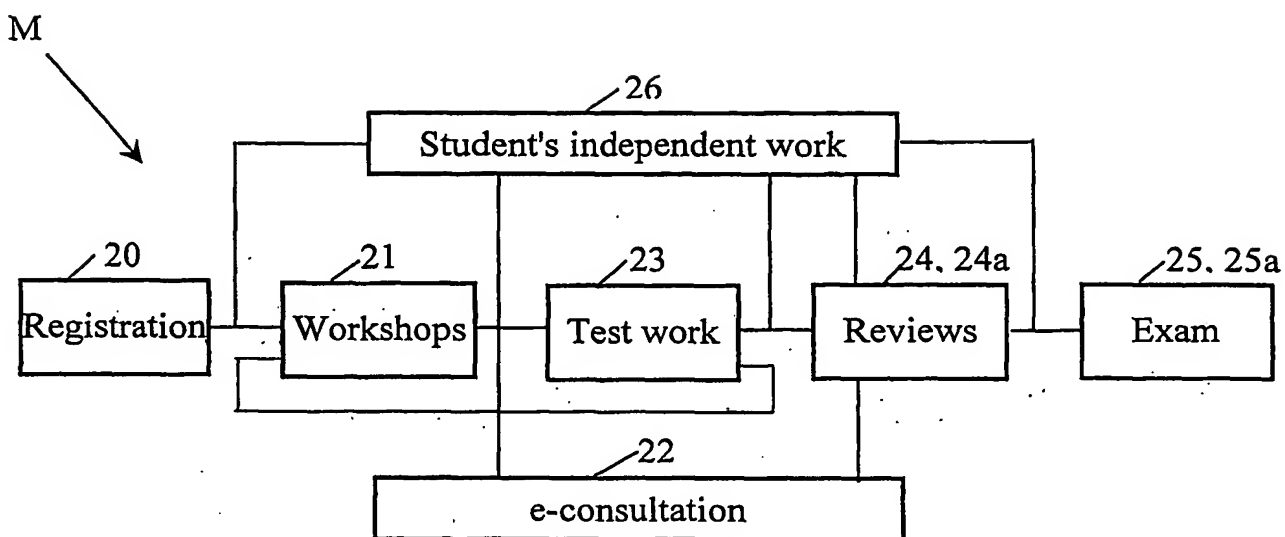 M
26
Student's independent work
20
21
23
24, 24a
25, 25a
Registration
Workshops
Test work
Reviews
Exam
22
e-consultation